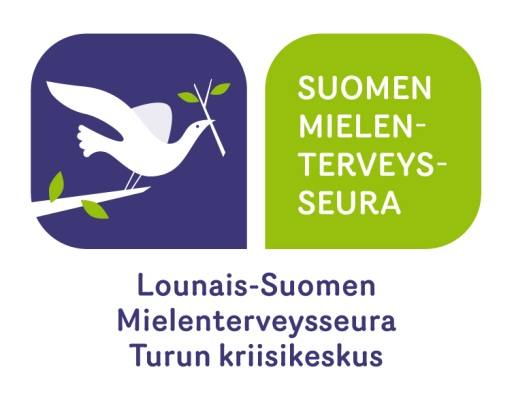 SUOMEN
MIELEN-
TERVEYS-
SEURA
Lounais-Suomen
Mielenterveysseura
Turun kriisikeskus